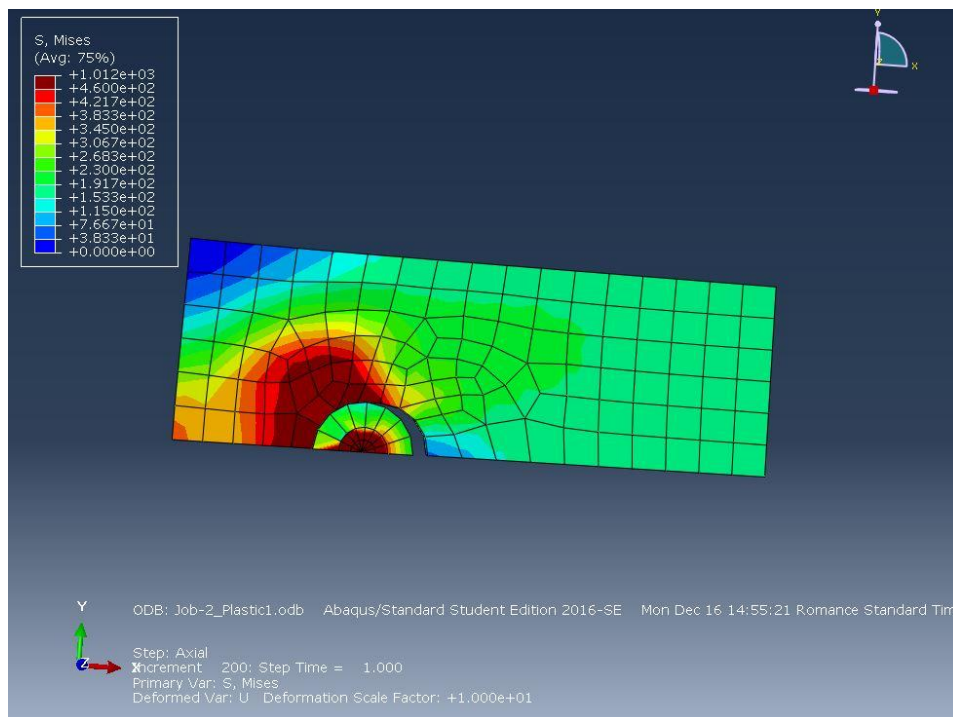 S, Mises
(Avg: 75%)
+1.012e+03
+4.600e+02
+4.217e+02
+3.833e+02
+3.450e+02
+3.067e+02
+2.683e+02
+2.300e+02
+1.917e+02
+1.533e+02
+1.150e+02
+7.667e+01
+3.833e+01
+0.000e+00
Y
Z
X
Y
Z
X
ODB: Job-2_Plastic1.odb Abaqus/Standard Student Edition 2016-SE Mon Dec 16 14:55:21 Romance Standard Tim
Step: Axial
Increment 200: Step Time = 1.000
Primary Var: S, Mises
Deformed Var: U Deformation Scale Factor: +1.000e+01